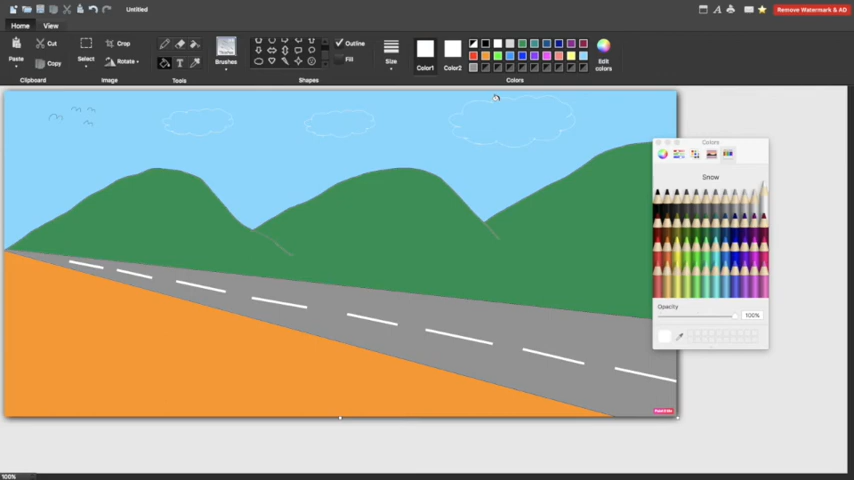 Untitled
Remove Watermark & AD
Home View
Paste
Cut
Copy
Clipboard
Select
Crop
Rotate
Image
Tools
Brushes
Shapes
Outline
Fill
Size
Color1
Color2
Colors
Edit colors
Colors
Snow
Opacity
100%
100%